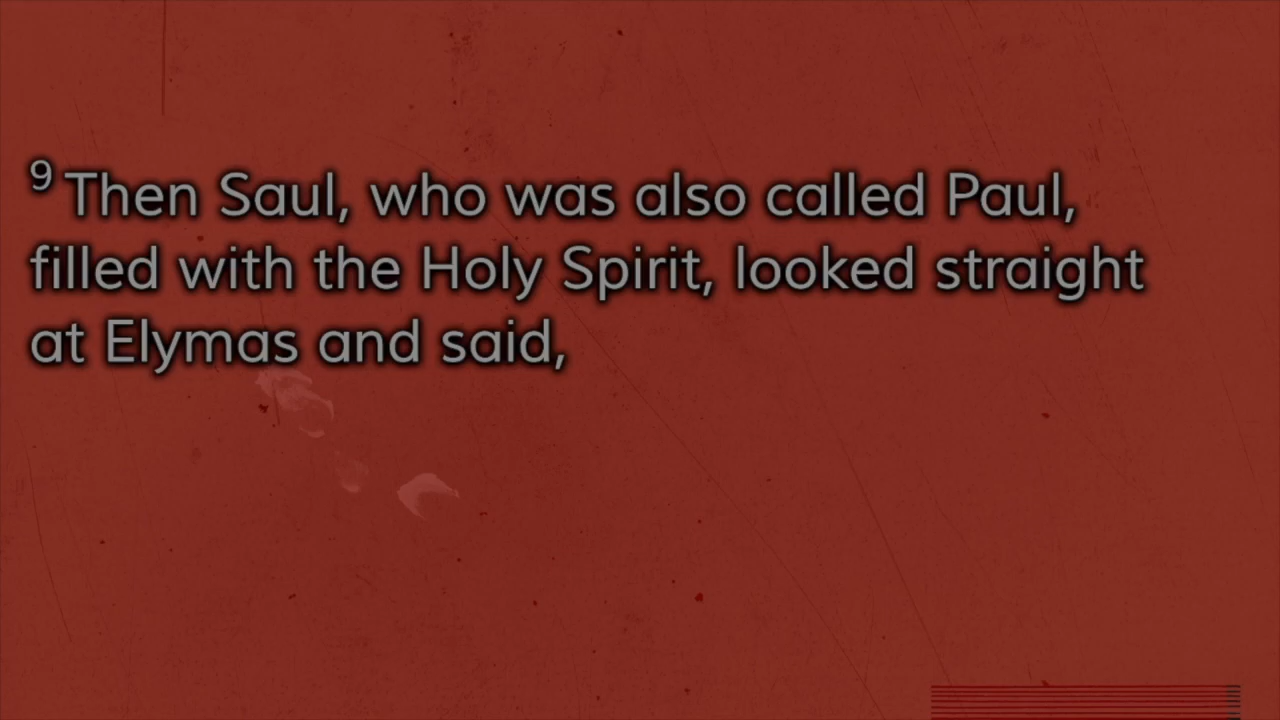 9 Then Saul, who was also called Paul,
filled with the Holy Spirit, looked straight
at Elymas and said,